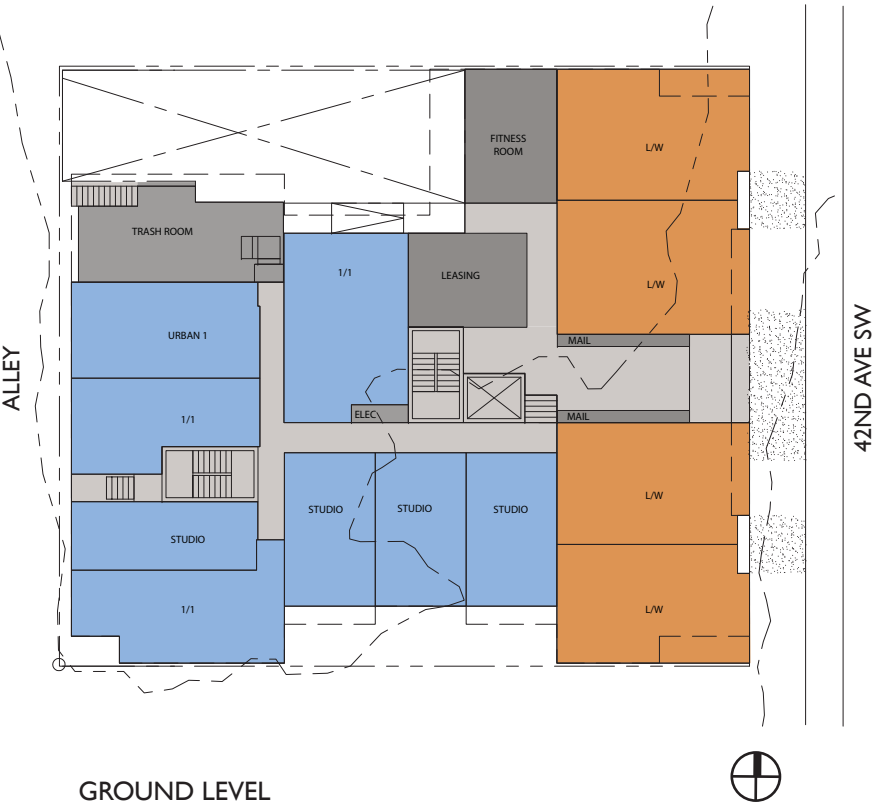 FITNESS
ROOM
L/W
TRASH ROOM
1/1
LEASING
L/W
URBAN 1
MAIL
ALLEY
42ND AVE SW
1/1
ELEC
MAIL
STUDIO
STUDIO
STUDIO
L/W
STUDIO
1/1
L/W
GROUND LEVEL